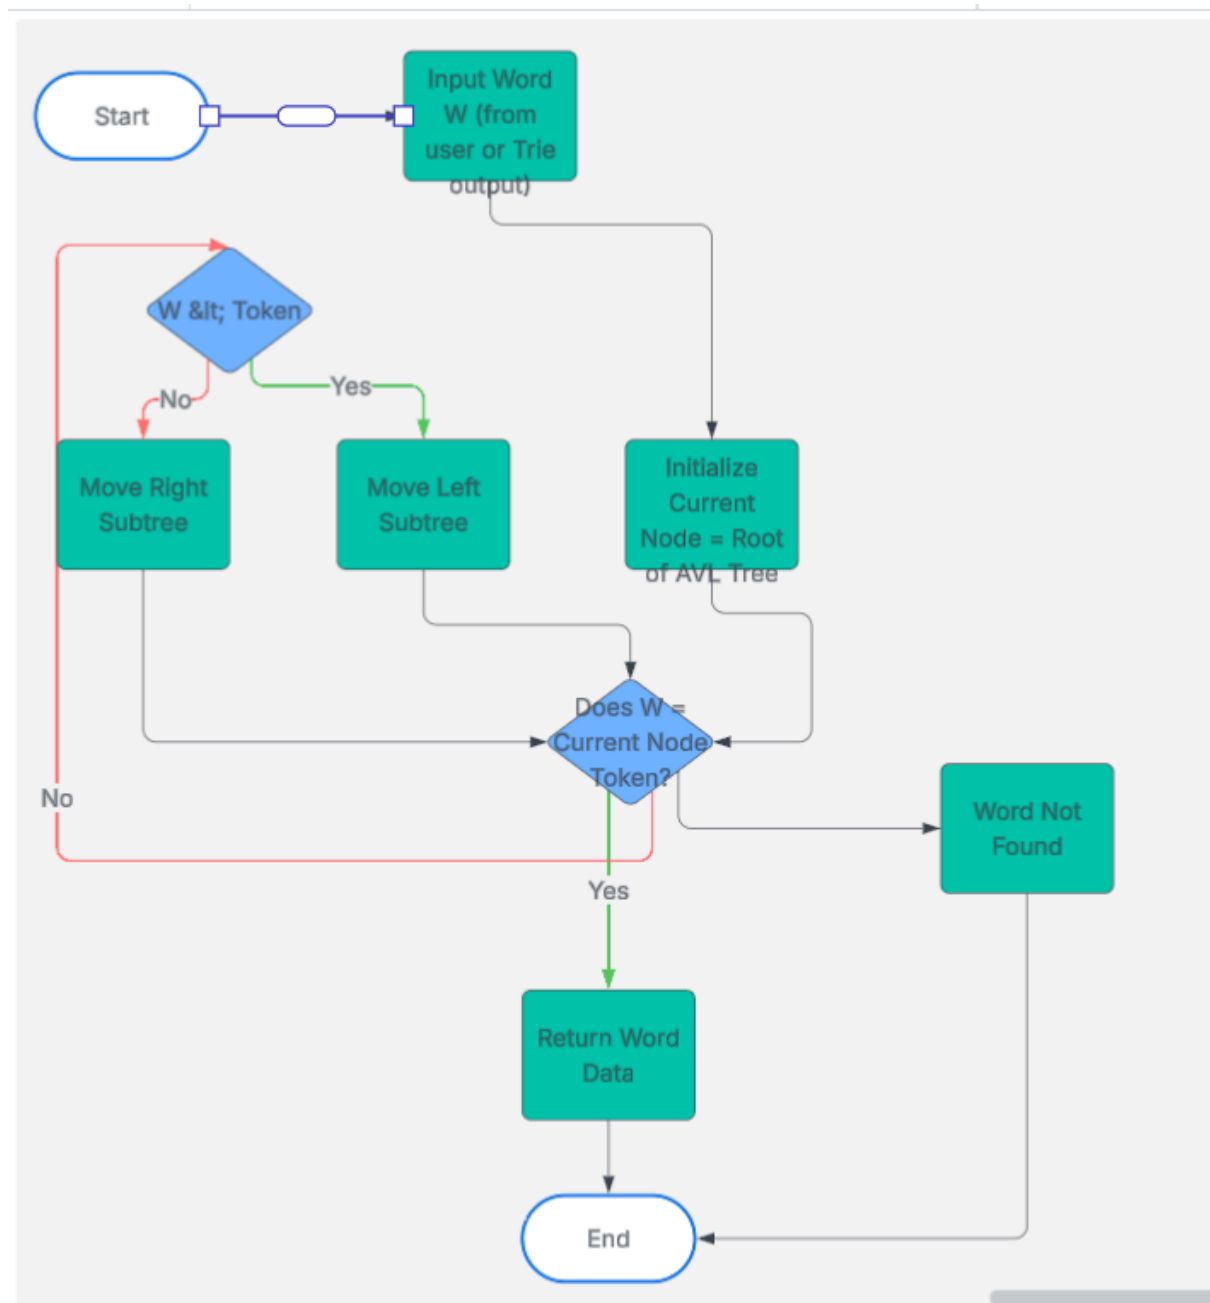 Start
Input Word
W (from
user or Trie
output)
W &lt; Token
No
Yes
Move Right
Subtree
Move Left
Subtree
Initialize
Current
Node = Root
of AVL Tree
Does W =
Current Node
Token?
No
Word Not
Found
Yes
Return Word
Data
End